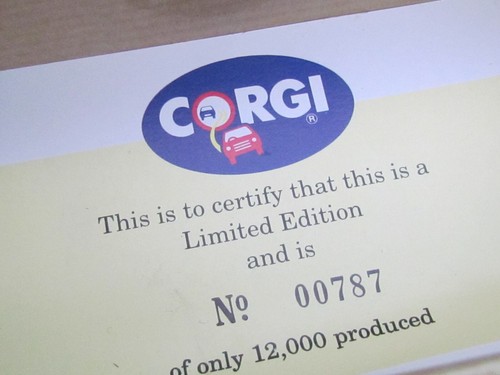 CORGI ®
This is to certify that this is a
Limited Edition
and is
Nº 00787
of only 12,000 produced